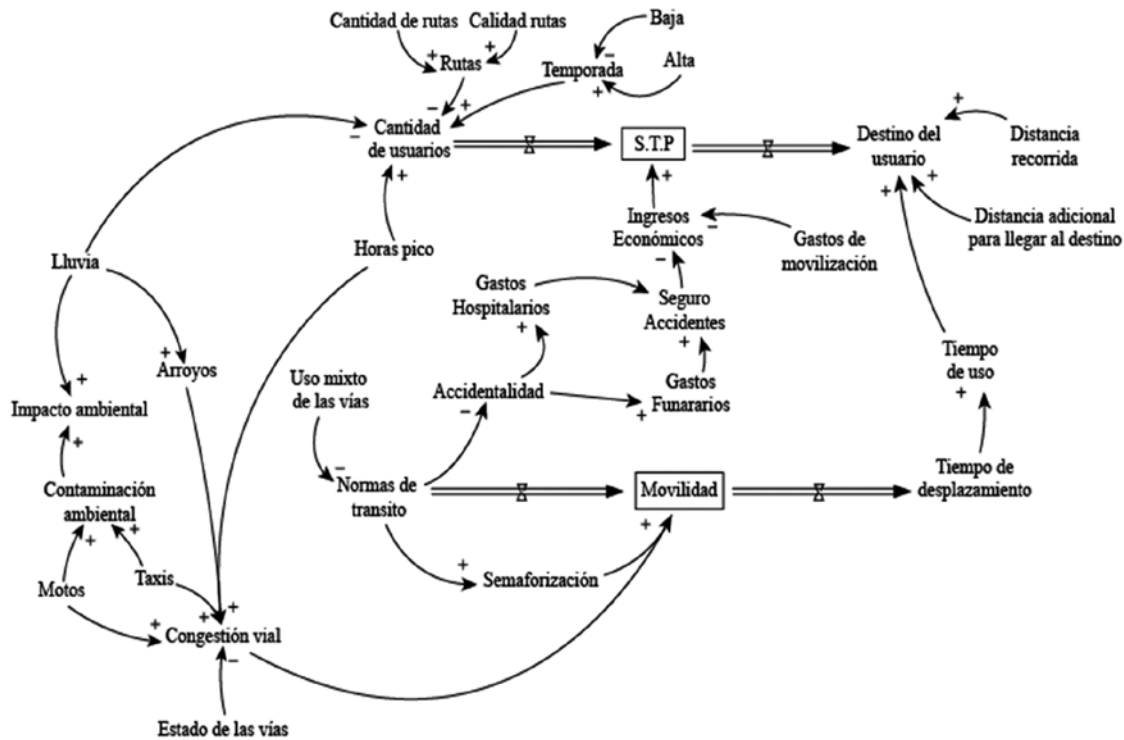 Cantidad de rutas
Calidad rutas
Baja
+
+
Rutas
−
Temporada
Alta
+
−
+
−
Cantidad
de usuarios
S.T.P
Destino del
usuario
+
Distancia
recorrida
+
+
+
+
Ingresos
Económicos
−
−
Gastos de
movilización
Distancia adicional
para llegar al destino
Lluvia
Horas pico
Gastos
Hospitalarios
+
Seguro
Accidentes
+
+
Arroyos
Uso mixto
de las vías
Accidentalidad
−
Gastos
Funararios
+
Tiempo
de uso
+
+
Impacto ambiental
+
−
Normas de
transito
Movilidad
+
Tiempo de
desplazamiento
Contaminación
ambiental
+
+
+
Semaforización
Motos
Taxis
+
+
+
Congestión vial
−
Estado de las vías